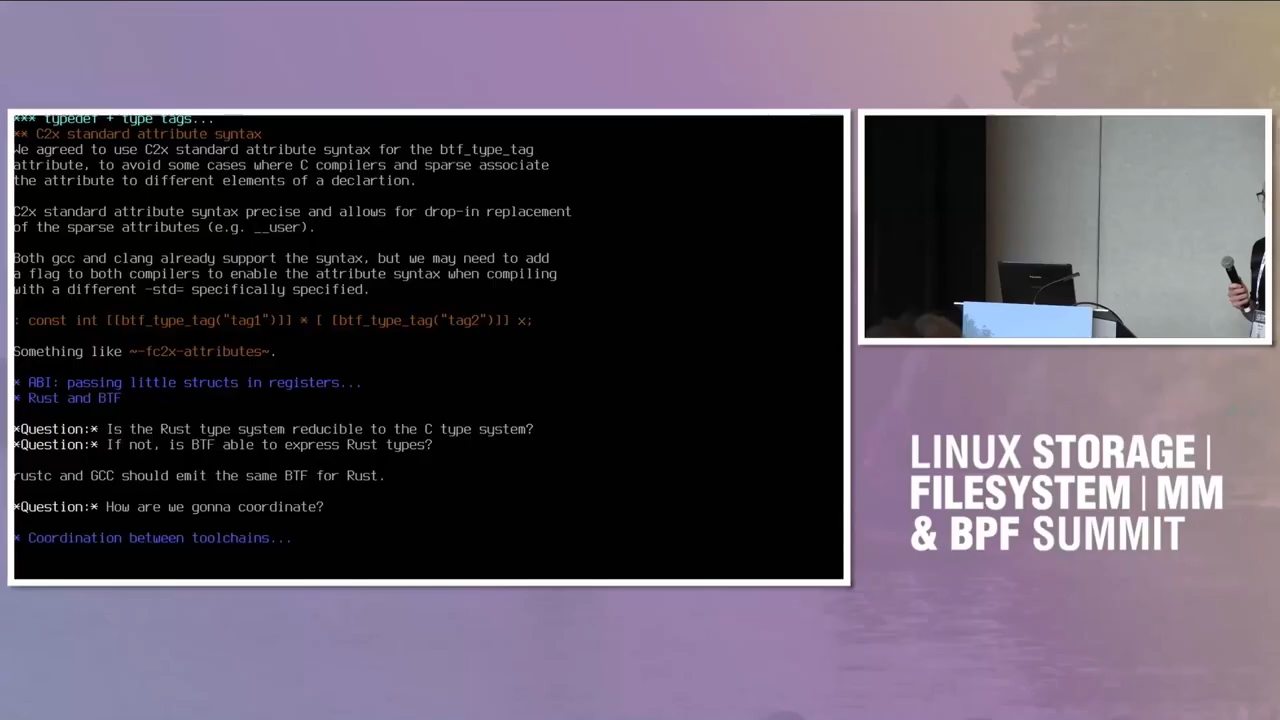 *** typedef + type tags...
** C2x standard attribute syntax
We agreed to use C2x standard attribute syntax for the btf_type_tag
attribute, to avoid some cases where C compilers and sparse associate
the attribute to different elements of a declartion.
C2x standard attribute syntax precise and allows for drop-in replacement
of the sparse attributes (e.g. __user).
Both gcc and clang already support the syntax, but we may need to add
a flag to both compilers to enable the attribute syntax when compiling
with a different -std= specifically specified.
: const int [[btf_type_tag("tag1")]] * [ [btf_type_tag("tag2")]] x;
Something like ~-fc2x-attributes~.
* ABI: passing little structs in registers...
* Rust and BTF
*Question:* Is the Rust type system reducible to the C type system?
*Question:* If not, is BTF able to express Rust types?
rustc and GCC should emit the same BTF for Rust.
*Question:* How are we gonna coordinate?
* Coordination between toolchains...
LINUX STORAGE |
FILESYSTEM | MM
& BPF SUMMIT